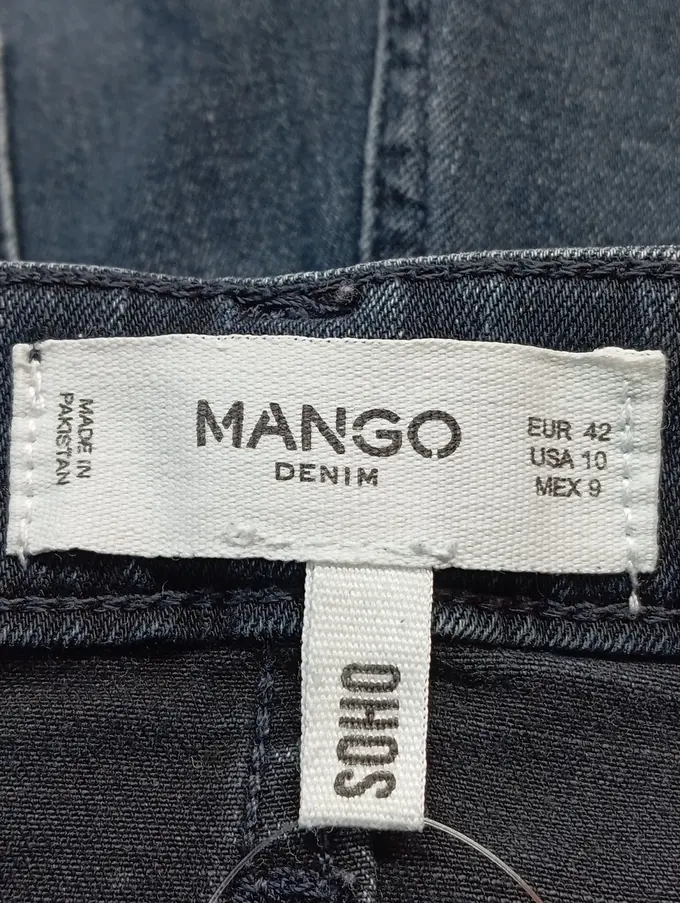 MADE IN
PAKISTAN
MANGO
DENIM
EUR 42
USA 10
MEX 9
SOHO